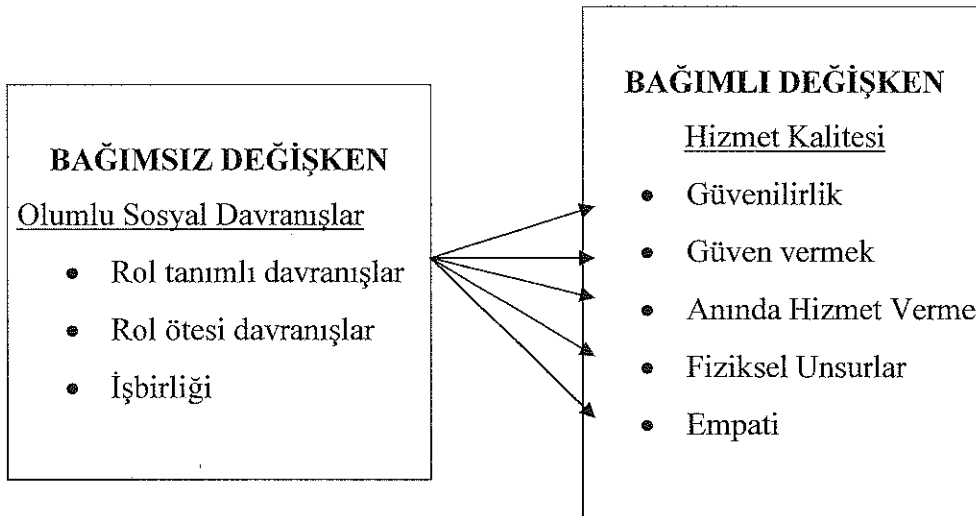 BAĞIMSIZ DEĞİŞKEN
Olumlu Sosyal Davranışlar
• Rol tanımlı davranışlar
• Rol ötesi davranışlar
• İşbirliği
BAĞIMLI DEĞİŞKEN
Hizmet Kalitesi
• Güvenilirlik
• Güven vermek
• Anında Hizmet Verme
• Fiziksel Unsurlar
• Empati